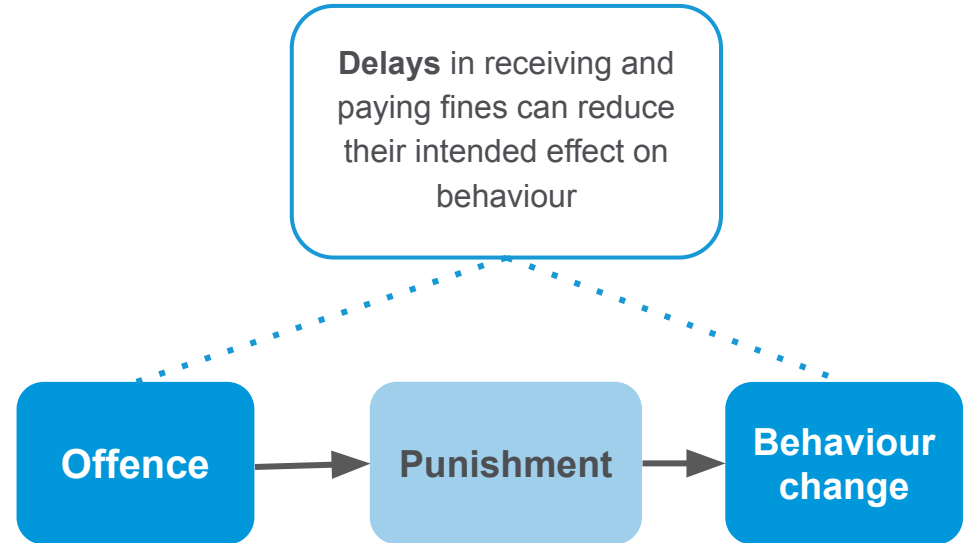 Delays in receiving and
paying fines can reduce
their intended effect on
behaviour
Offence
Punishment
Behaviour
change